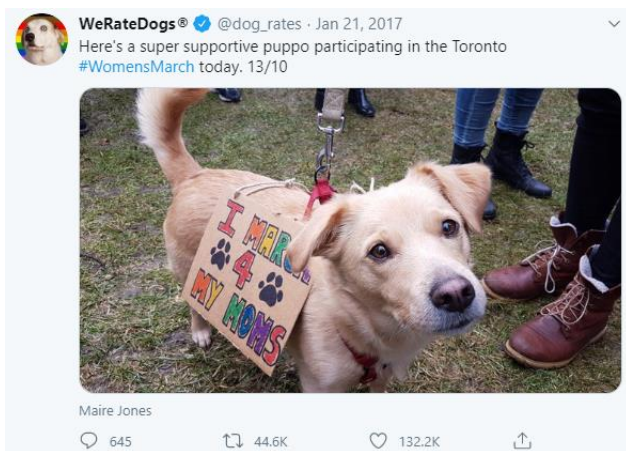 WeRateDogs® @dog_rates · Jan 21, 2017
Here's a super supportive puppo participating in the Toronto
#WomensMarch today. 13/10
I MARC
4
MY MOMS
Maire Jones
645 44.6K 132.2K